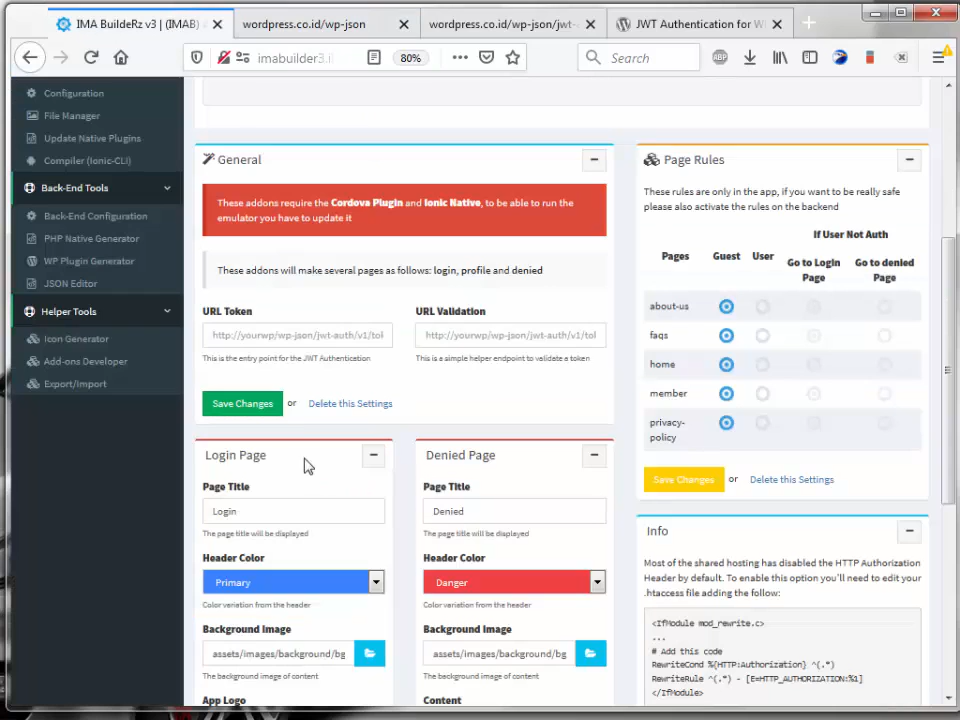 IMA BuildeRz v3 | (IMAB)
wordpress.co.id/wp-json
wordpress.co.id/wp-json/jwt-
JWT Authentication for W
imabuilder3.
80%
Search
ABP
Configuration
File Manager
Update Native Plugins
Compiler (Ionic-CLI)
Back-End Tools
Back-End Configuration
PHP Native Generator
WP Plugin Generator
JSON Editor
Helper Tools
Icon Generator
Add-ons Developer
Export/Import
General
These addons require the Cordova Plugin and Ionic Native, to be able to run the
emulator you have to update it
These addons will make several pages as follows: login, profile and denied
URL Token
URL Validation
http://yourwp/wp-json/jwt-auth/v1/tol
http://yourwp/wp-json/jwt-auth/v1/tol
This is the entry point for the JWT Authentication
This is a simple helper endpoint to validate a token
Save Changes
or
Delete this Settings
Login Page
Page Title
Login
The page title will be displayed
Header Color
Primary
Color variation from the header
Background Image
assets/images/background/bg
The background image of content
App Logo
Denied Page
Page Title
Denied
The page title will be displayed
Header Color
Danger
Color variation from the header
Background Image
assets/images/background/bg
The background image of content
Content
Page Rules
These rules are only in the app, if you want to be really safe
please also activate the rules on the backend
If User Not Auth
Pages
Guest
User
Go to Login
Page
Go to denied
Page
about-us
faqs
home
member
privacy-
policy
Save Changes
or
Delete this Settings
Info
Most of the shared hosting has disabled the HTTP Authorization
Header by default. To enable this option you'll need to edit your
.htaccess file adding the follow:
<IfModule mod_rewrite.c>
...
# Add this code
RewriteCond %{HTTP:Authorization} ^(.*)
RewriteRule ^(.*) - [E=HTTP_AUTHORIZATION:%1]
</IfModule>